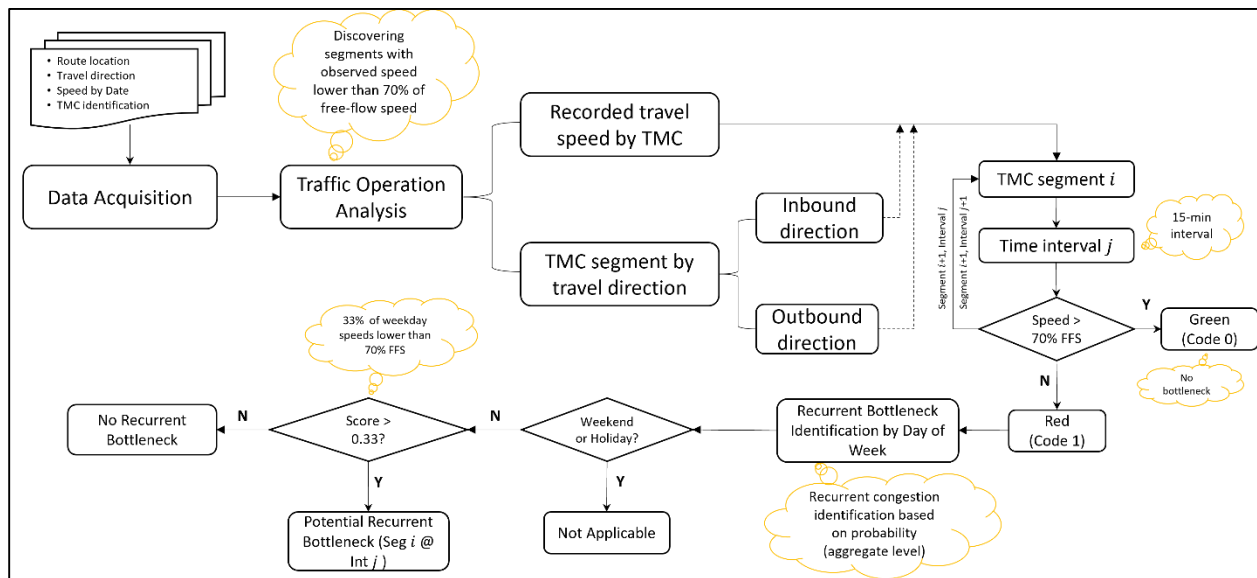 • Route location
• Travel direction
• Speed by Date
• TMC identification
Discovering
segments with
observed speed
lower than 70% of
free-flow speed
Data Acquisition
Traffic Operation
Analysis
Recorded travel
speed by TMC
TMC segment by
travel direction
Inbound
direction
Outbound
direction
TMC segment i
Time interval j
15-min
interval
Segment i+1, Interval j
Segment i+1, Interval j+1
Speed >
70% FFS
Y
Green
(Code 0)
No
bottleneck
N
Red
(Code 1)
Recurrent Bottleneck
Identification by Day of
Week
Recurrent congestion
identification based
on probability
(aggregate level)
Weekend
or Holiday?
Y
Not Applicable
N
33% of weekday
speeds lower than
70% FFS
Score >
0.33?
N
No Recurrent
Bottleneck
Y
Potential Recurrent
Bottleneck (Seg i @
Int j )